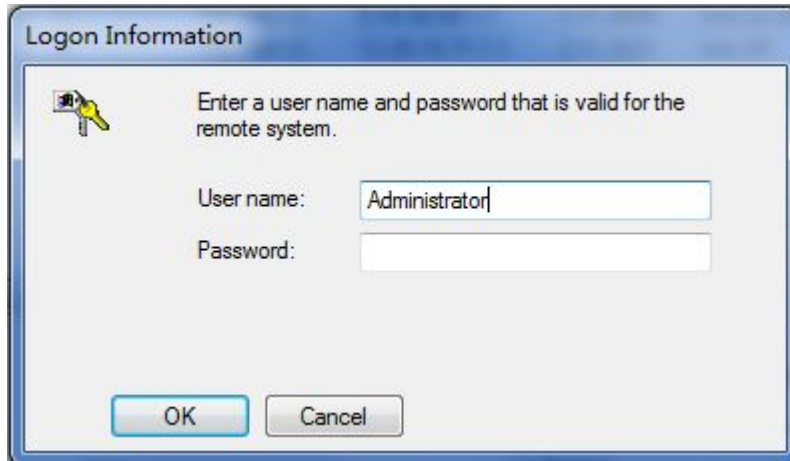 Logon Information
Enter a user name and password that is valid for the
remote system.
User name:
Administrator
Password:
OK
Cancel